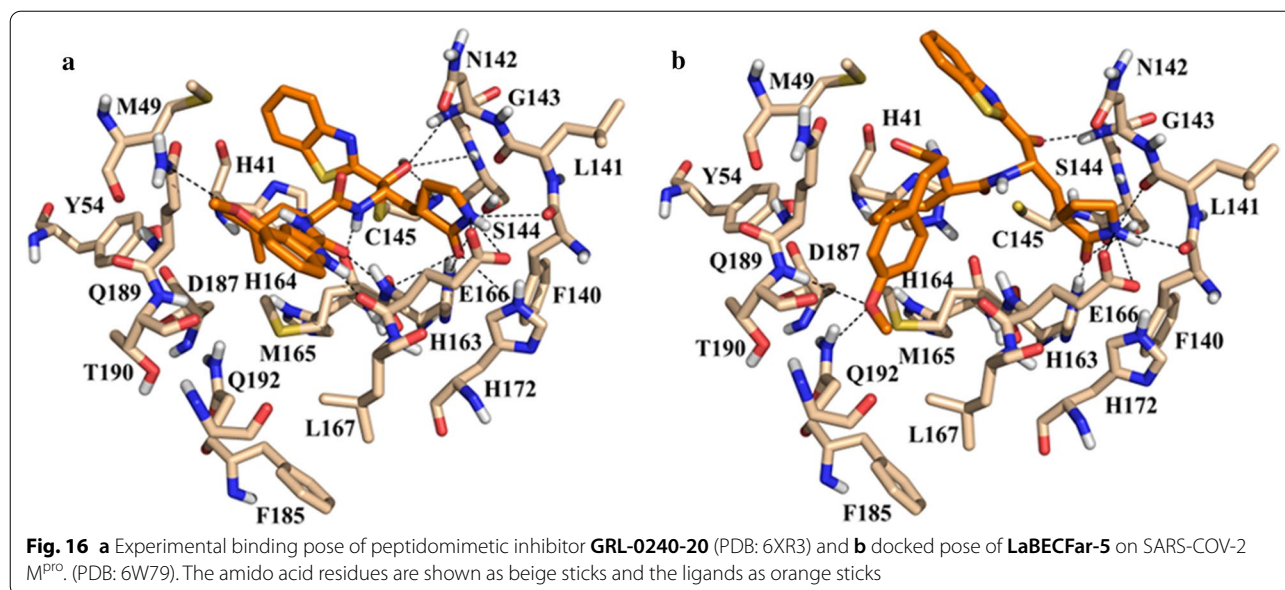 a
N142
M49
G143
H41
L141
Y54
C145
S144
D187
H164
Q189
E166
F140
M165
H163
T190
Q192
H172
L167
F185
b
N142
M49
H41
G143
S144
Y54
L141
C145
D187
Q189
H164
E166
F140
M165
H163
T190
Q192
H172
L167
F185
Fig. 16 a Experimental binding pose of peptidomimetic inhibitor GRL-0240-20 (PDB: 6XR3) and b docked pose of LaBECFar-5 on SARS-COV-2
Mpro. (PDB: 6W79). The amido acid residues are shown as beige sticks and the ligands as orange sticks